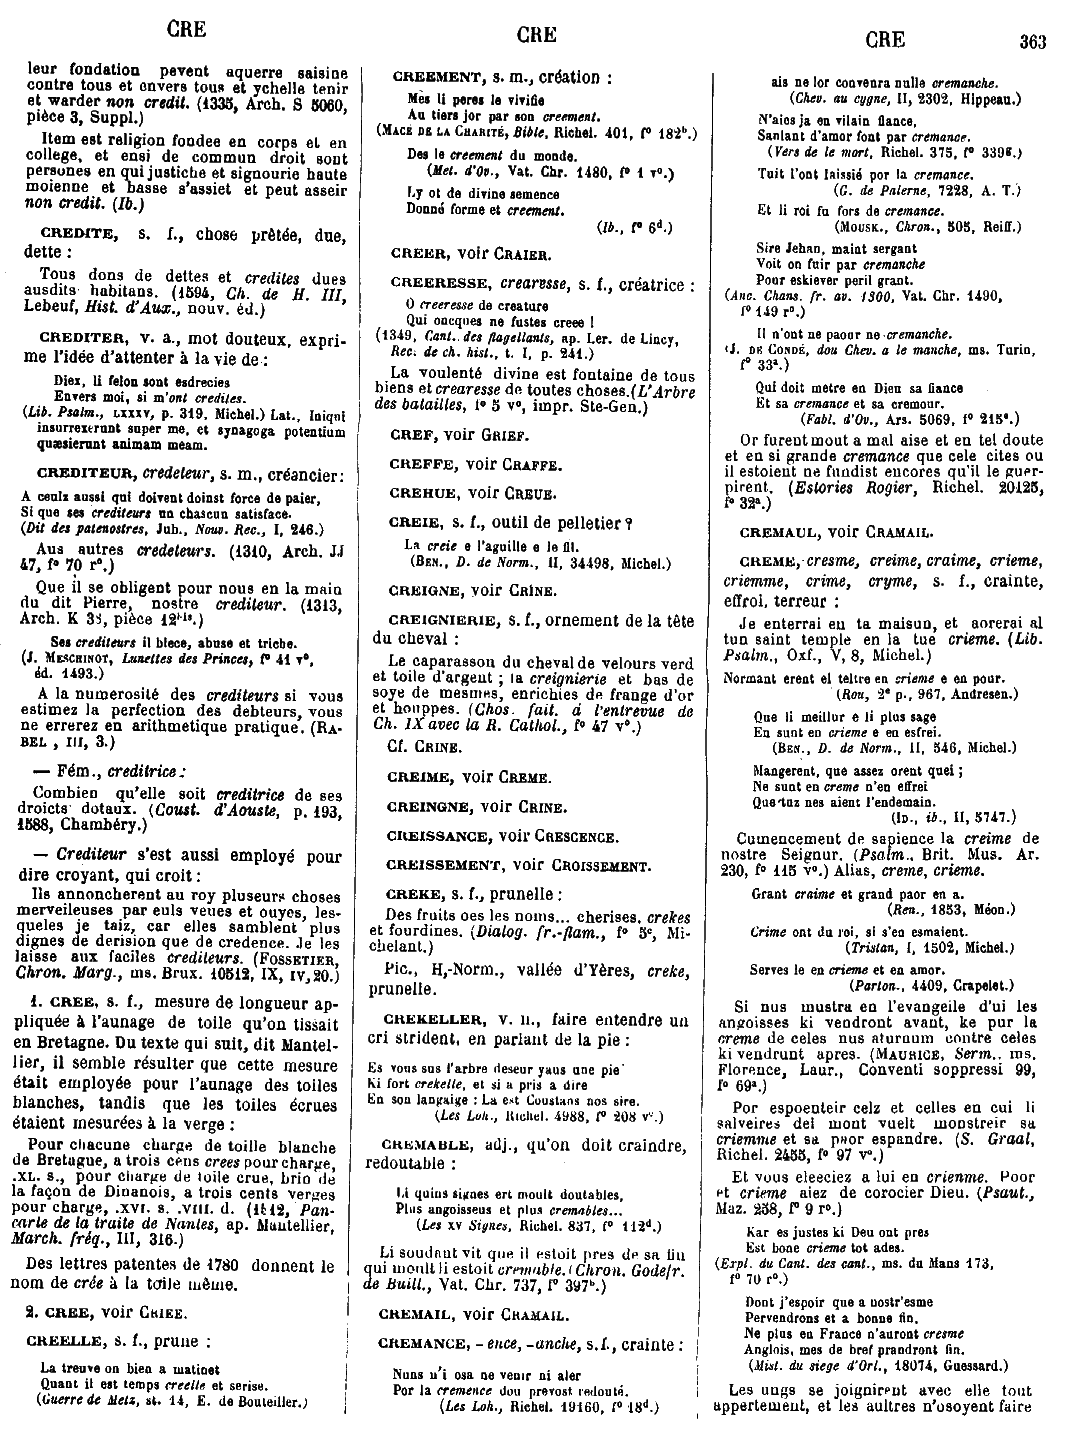 CRE
leur fondation pevent aquerre saisine
contre tous et onvers tous et ychelle tenir
et warder non credit. (1335, Arch. S 5060,
pièce 3, Suppl.)
Item est religion fondee en corps et en
college, et ensi de commun droit sont
persones en qui justiche et signourie haute
moienne et basse s'assiet et peut asseir
non credit. (Ib.)
CREDITE, s. f., chose prêtée, due,
dette :
Tous dons de dettes et credites dues
ausdits habitans. (1594, Ch. de H. III,
Lebeuf, Hist. d'Aux., nouv. éd.)
CREDITER, v. a., mot douteux, expri-
me l'idée d'attenter à la vie de :
Diex, li felon sont esdrecies
Envers moi, si m'ont credites.
(Lib. Psalm., LXXXV, p. 319, Michel.) Lat., Iniqui
insurrexerunt super me, et synagoga potentium
quæsierunt animam meam.
CREDITEUR, credeteur, s. m., créancier :
A ceulz aussi qui doivent doinst force de paier,
Si que ses crediteurs un chascun satisface.
(Dit des patenostres, Jub., Nouv. Rec., I, 246.)
Aus autres credeteurs. (1310, Arch. JJ
47, f° 70 r°.)
Que il se obligent pour nous en la main
du dit Pierre, nostre crediteur. (1313,
Arch. K 38, pièce 12bis.)
Ses crediteurs il blece, abuse et triche.
(J. MESCHINOT, Lunettes des Princes, f° 41 v°,
éd. 1493.)
A la numerosité des crediteurs si vous
estimez la perfection des debteurs, vous
ne errerez en arithmetique pratique. (RA-
BEL , III, 3.)
— Fém., creditrice :
Combien qu'elle soit creditrice de ses
droicts dotaux. (Coust. d'Aouste, p. 193,
1588, Chambéry.)
— Crediteur s'est aussi employé pour
dire croyant, qui croit :
Ils annoncherent au roy pluseurs choses
merveileuses par euls veues et ouyes, les-
queles je taiz, car elles samblent plus
dignes de derision que de credence. Je les
laisse aux faciles crediteurs. (FOSSETIER,
Chron. Marg., ms. Brux. 10512, IX, IV, 20.)
1. CREE, s. f., mesure de longueur ap-
pliquée à l'aunage de toile qu'on tissait
en Bretagne. Du texte qui suit, dit Mantel-
lier, il semble résulter que cette mesure
était employée pour l'aunage des toiles
blanches, tandis que les toiles écrues
étaient mesurées à la verge :
Pour chacune charge de toille blanche
de Bretague, a trois cens crees pour charge,
.XL. s., pour charge de toile crue, brin de
la façon de Dinanois, a trois cents verges
pour charge, .XVI. s. .VIII. d. (1612, Pan-
carte de la traite de Nantes, ap. Mantellier,
March. fréq., III, 316.)
Des lettres patentes de 1780 donnent le
nom de crée à la toile même.
2. CREE, voir CRIEE.
CREELLE, s. f., prune :
La treuve on bien a matinet
Quant il est temps creelle et serise.
(Guerre de Metz, st. 14, E. de Bouteiller.)
CRE
CREEMENT, s. m., création :
Mes li peres le vivifie
Au tiers jor par son creement.
(MACÉ DE LA CHARITÉ, Bible, Richel. 401, f° 182b.)
Des le creement du monde.
(Met. d'Ov., Vat. Chr. 1480, f° 1 v°.)
Ly ot de divine semence
Donné forme et creement.
(Ib., f° 6d.)
CREER, voir CRAIER.
CREERESSE, crearesse, s. f., créatrice :
O creeresse de creature
Qui oncques ne fustes creee !
(1349, Cant. des flagellants, ap. Ler. de Lincy,
Rec. de ch. hist., t. I, p. 241.)
La voulenté divine est fontaine de tous
biens et crearesse de toutes choses. (L'Arbre
des batailles, f° 5 v°, impr. Ste-Gen.)
CREF, voir GRIEF.
CREFFE, voir CRAFFE.
CREHUE, voir CREUE.
CREIE, s. f., outil de pelletier ?
La creie e l'aguille e le fil.
(BEN., D. de Norm., II, 34498, Michel.)
CREIGNE, voir CRINE.
CREIGNIERIE, s. f., ornement de la tête
du cheval :
Le caparasson du cheval de velours verd
et toile d'argent ; la creignierie et bas de
soye de mesmes, enrichies de frange d'or
et houppes. (Chos. fait. à l'entrevue de
Ch. IX avec la R. Cathol., f° 47 v°.)
Cf. CRINE.
CREIME, voir CREME.
CREINGNE, voir CRINE.
CREISSANCE, voir CRESCENCE.
CREISSEMENT, voir CROISSEMENT.
CREKE, s. f., prunelle :
Des fruits oes les noms... cherises, crekes
et fourdines. (Dialog. fr.-flam., f° 5c, Mi-
chelant.)
Pic., H,-Norm., vallée d'Yères, creke,
prunelle.
CREKELLER, v. n., faire entendre un
cri strident, en parlant de la pie :
Es vous sus l'arbre deseur yaus une pie
Ki fort crekelle, et si a pris a dire
En son langaige : La est Coustans nos sire.
(Les Loh., Richel. 4988, f° 208 v°.)
CREMABLE, adj., qu'on doit craindre,
redoutable :
Li quins signes ert moult doutables,
Plus angoisseus et plus cremables...
(Les XV Signes, Richel. 837, f° 112d.)
Li soudant vit que il estoit pres de sa fin
qui moult li estoit cremable. (Chron. Godefr.
de Buill., Vat. Chr. 737, f° 397b.)
CREMAIL, voir CRAMAIL.
CREMANCE, - ence, -anche, s. f., crainte :
Nuns n'i osa ne venir ni aler
Por la cremence dou prevost redouté.
(Les Loh., Richel. 19160, f° 18d.)
CRE
363
ais ne lor convenra nulle cremanche.
(Chev. au cygne, II, 2302, Hippeau.)
N'aies ja en vilain fiance,
Sanlant d'amor font par cremance.
(Vers de le mort, Richel. 375, f° 339e.)
Tuit l'ont laissié por la cremance.
(G. de Palerne, 7228, A. T.)
Et li roi fu fors de cremance.
(MOUSK., Chron., 505, Reiff.)
Sire Jehan, maint sergant
Voit on fuir par cremanche
Pour eskiever peril grant.
(Anc. Chans. fr. av. 1300, Vat. Chr. 1490,
f° 149 r°.)
Il n'ont ne paour ne cremanche.
(J. DE CONDÉ, dou Chev. a le manche, ms. Turin,
f° 33a.)
Qui doit metre en Dieu sa fiance
Et sa cremance et sa cremour.
(Fabl. d'Ov., Ars. 5069, f° 215e.)
Or furent mout a mal aise et en tel doute
et en si grande cremance que cele cites ou
il estoient ne fundist encores qu'il le guer-
pirent. (Estories Rogier, Richel. 20125,
f° 32a.)
CREMAUL, voir CRAMAIL.
CREME, cresme, creime, craime, crieme,
criemme, crime, cryme, s. f., crainte,
effroi, terreur :
Je enterrai en ta maisun, et aorerai al
tun saint temple en la tue crieme. (Lib.
Psalm., Oxf., V, 8, Michel.)
Normant erent el teltre en crieme e en pour.
(Rou, 2e p., 967, Andresen.)
Que li meillur e li plus sage
En sunt en crieme e en esfrei.
(BEN., D. de Norm., II, 546, Michel.)
Mangerent, que assez orent quei ;
Ne sunt en creme n'en effrei
Que taz nes aient l'endemain.
(ID., ib., II, 5747.)
Cumencement de sapience la creime de
nostre Seignur. (Psalm., Brit. Mus. Ar.
230, f° 115 v°.) Alias, creme, crieme.
Grant craime et grand paor en a.
(Ren., 1853, Méon.)
Crime ont du roi, si s'en esmaient.
(Tristan, I, 1502, Michel.)
Serves le en crieme et en amor.
(Parton., 4409, Crapelet.)
Si nus mustra en l'evangeile d'ui les
angoisses ki vendront avant, ke pur la
creme de celes nus aturnum contre celes
ki vendrunt apres. (MAURICE, Serm., ms.
Florence, Laur., Conventi soppressi 99,
f° 69a.)
Por espoenteir celz et celles en cui li
salveires del mont vuelt monstreir sa
criemme et sa paor espandre. (S. Graal,
Richel. 2455, f° 97 v°.)
Et vous eleeciez a lui en crienme. Poor
et crieme aiez de corocier Dieu. (Psaut.,
Maz. 258, f° 9 r°.)
Kar es justes ki Deu ont pres
Est bone crieme tot ades.
(Expl. du Cant. des cant., ms. du Mans 173,
f° 70 r°.)
Dont j'espoir que a nostr'esme
Pervendrons et a bonne fin.
Ne plus en France n'auront cresme
Anglois, mes de bref prandront fin.
(Mist. du siege d'Orl., 18074, Guessard.)
Les ungs se joignirent avec elle tout
appertement, et les aultres n'osoyent faire